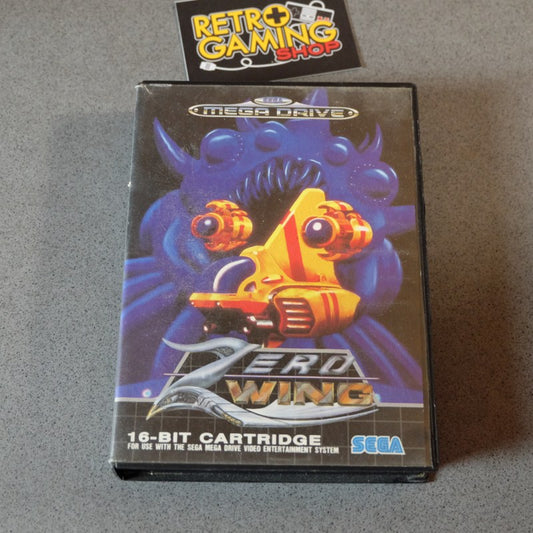 RETRO
GAMING
SHOP
SEGA
MEGA DRIVE
ZERO
WING
16-BIT CARTRIDGE
FOR USE WITH THE SEGA MEGA DRIVE VIDEO ENTERTAINMENT SYSTEM
SEGA